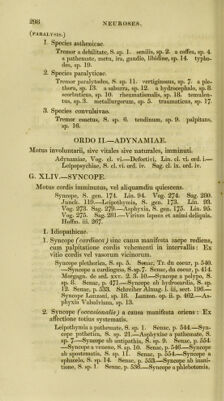 296 NEUROSES.
(PARALYSIS.)
1. Species asthenicæ.
Tremor a debilitate, S. sp. 1. senilis, sp. 2. a coffea, sp. 4.
a pathemate, metu, ira, gaudio, libidine, sp. 14. typho-
des, sp. 19.
2. Species paralyticæ.
Tremor paralytodes, S. sp. 11. vertiginosus, sp. 7. a ple-
thora, sp. 13. a saburra, sp. 12. a hydrocephalo, sp. 8.
scorbuticus, sp. 10. rheumatismalis, sp. 18. temulen-
tus, sp. 3. metallurgorum, sp. 5. traumaticus, sp. 17.
3. Species convulsivæ.
Tremor coactus, S. sp. 6. tendinum, sp. 9. palpitans,
sp. 16.
ORDO II.—ADYNAMIÆ.
Motus involuntarii, sive vitales sive naturales, imminuti.
Adynamiæ, Vog. cl. vi.—Defectivi, Lin. cl. vi. ord. i.—
Leipopsychiæ, S. cl. vi. ord. iv. Sag. cl. ix. ord. iv.
G. XLIV.—SYNCOPE.
Motus cordis imminutus, vel aliquamdiu quiescens.
Syncope, S. gen. 174. Lin. 94. Vog. 274. Sag. 280.
Junck. 119.—Leipothymia, S. gen. 173. Lin. 93.
Vog. 273. Sag. 279.—Asphyxia, S. gen. 175. Lin. 95.
Vog. 275. Sag. 281.—Virium lapsus et animi deliquia,
Hoffm. iii. 267.
1. Idiopathicæ.
1. Syncope (cardiaca) sine causa manifesta sæpe rediens,
cum palpitatione cordis vehementi in intervallis: Ex
vitio cordis vel vasorum vicinorum.
Syncope plethorica, S. sp. 5. Senac, Tr. du coeur, p. 540.
—Syncope a cardiogmo, S. sp. 7. Senac, du coeur, p. 414.
Morgagn. de sed. xxv. 2. 3. 10.—Syncope a polypo, S.
sp. 8. Senac, p. 471.—Syncope ab hydrocardia, S. sp.
12. Senac, p. 533. Schreiber Almag. l. iii. sect. 196.—
Syncope Lanzoni, sp. 18. Lanzon. op. ii. p. 462.—As-
phyxia Valsalviana, sp. 13.
2. Syncope (occasionalis) a causa manifesta oriens: Ex
affectione totius systematis.
Leipothymia a pathemate, S. sp. 1. Senac, p. 544.—Syn-
cope pathetica, S. sp. 21.—Asphyxiae a pathemate, S.
sp. 7.—Syncope ab antipathia, S. sp. 9. Senac, p. 554.
—Syncope a veneno, S. sp. 10. Senac, p. 546.—Syncope
ab apostematis, S. sp. 11. Senac, p. 554.—Syncope a
sphacelo, S. sp. 14. Senac, p. 553.—Syncope ab inani-
tione, S. sp. 1. Senac, p. 536.—Syncope a phlebotomia.